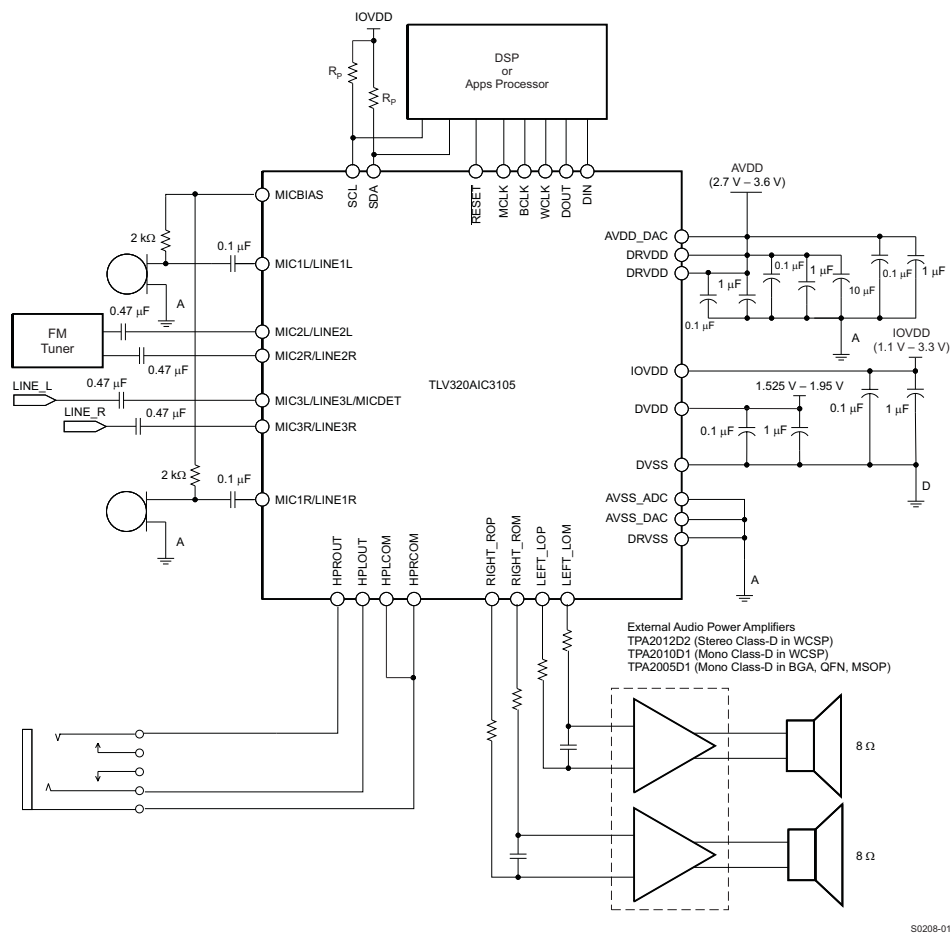 IOVDD
R_P
R_P
DSP
or
Apps Processor
SCL
SDA
RESET
MCLK
BCLK
WCLK
DOUT
DIN
AVDD
(2.7 V – 3.6 V)
MICBIAS
2 kΩ
0.1 μF
MIC1L/LINE1L
A
AVDD_DAC
DRVDD
DRVDD
0.1 μF
1 μF
0.1 μF
1 μF
10 μF
0.1 μF
1 μF
A
0.47 μF
FM
Tuner
MIC2L/LINE2L
MIC2R/LINE2R
0.47 μF
IOVDD
(1.1 V – 3.3 V)
IOVDD
TLV320AIC3105
LINE_L
0.47 μF
MIC3L/LINE3L/MICDET
LINE_R
0.47 μF
MIC3R/LINE3R
1.525 V – 1.95 V
DVDD
0.1 μF
1 μF
0.1 μF
1 μF
DVSS
D
2 kΩ
0.1 μF
MIC1R/LINE1R
A
AVSS_ADC
AVSS_DAC
DRVSS
A
HPROUT
HPLOUT
HPLCOM
HPRCOM
RIGHT_ROP
RIGHT_ROM
LEFT_LOP
LEFT_LOM
External Audio Power Amplifiers
TPA2012D2 (Stereo Class-D in WCSP)
TPA2010D1 (Mono Class-D in WCSP)
TPA2005D1 (Mono Class-D in BGA, QFN, MSOP)
8 Ω
8 Ω
S0208-01